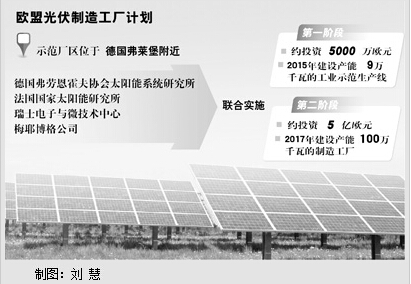 欧盟光伏制造工厂计划
示范厂区位于 德国弗莱堡附近
德国弗劳恩霍夫协会太阳能系统研究所
法国国家太阳能研究所
瑞士电子与微技术中心
梅耶博格公司
联合实施
第一阶段
约投资 5000 万欧元
2015年建设产能 9万
千瓦的工业示范生产线
第二阶段
约投资 5 亿欧元
2017年建设产能 100万
千瓦的制造工厂
制图：刘 慧